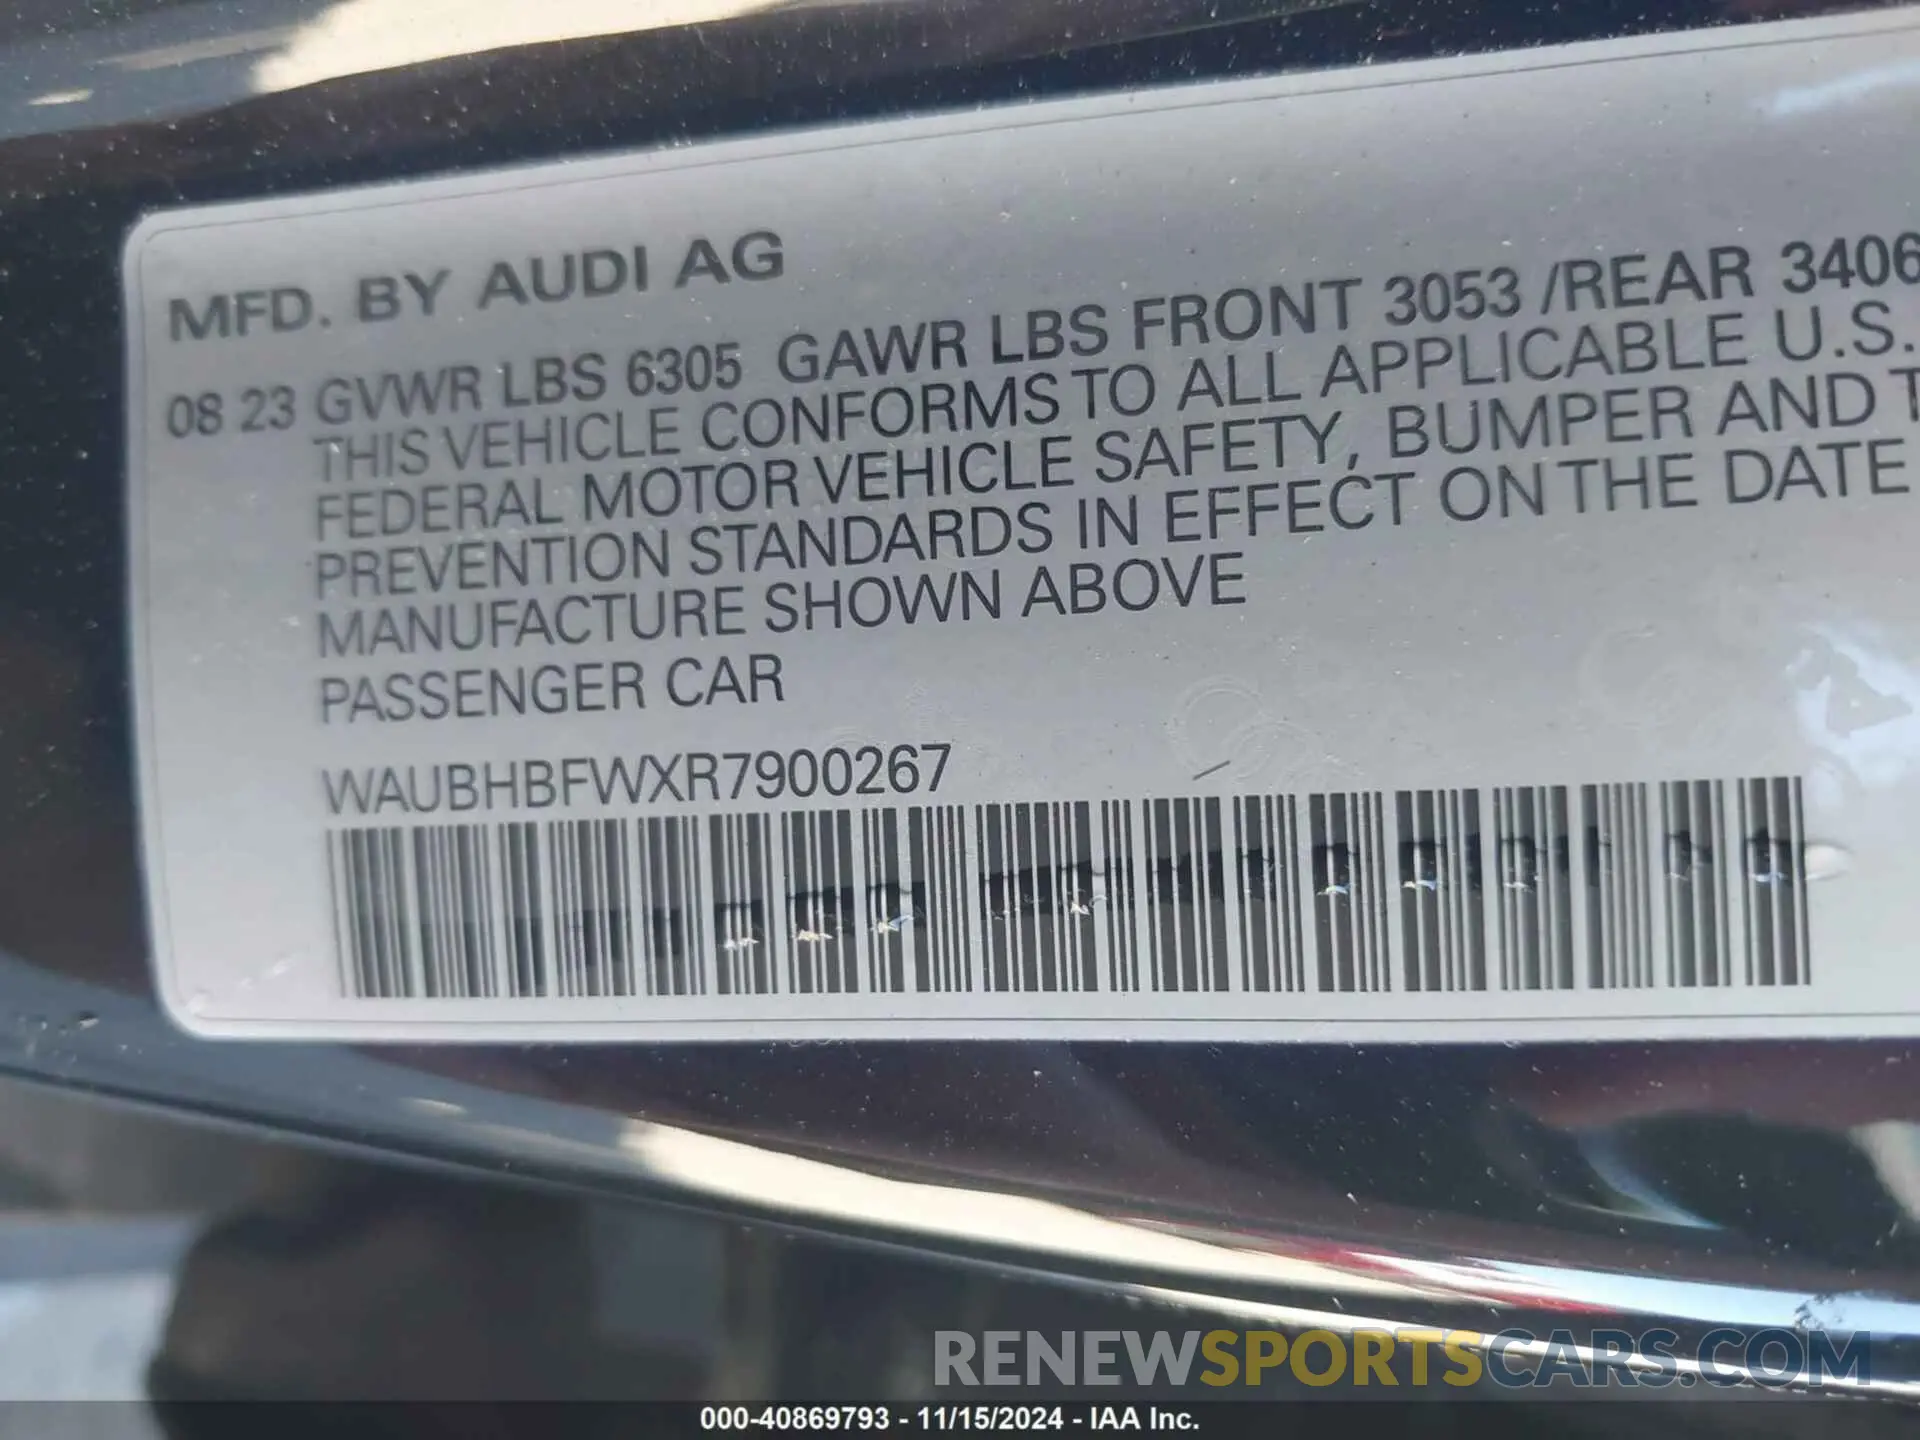 MFD. BY AUDI AG
08 23 GVWR LBS 6305 GAWR LBS FRONT 3053 /REAR 3406
THIS VEHICLE CONFORMS TO ALL APPLICABLE U.S.
FEDERAL MOTOR VEHICLE SAFETY, BUMPER AND T
PREVENTION STANDARDS IN EFFECT ON THE DATE
MANUFACTURE SHOWN ABOVE
PASSENGER CAR
WAUBHBFWXR7900267
RENEWSPORTSCARS.COM
000-40869793 - 11/15/2024 - IAA Inc.